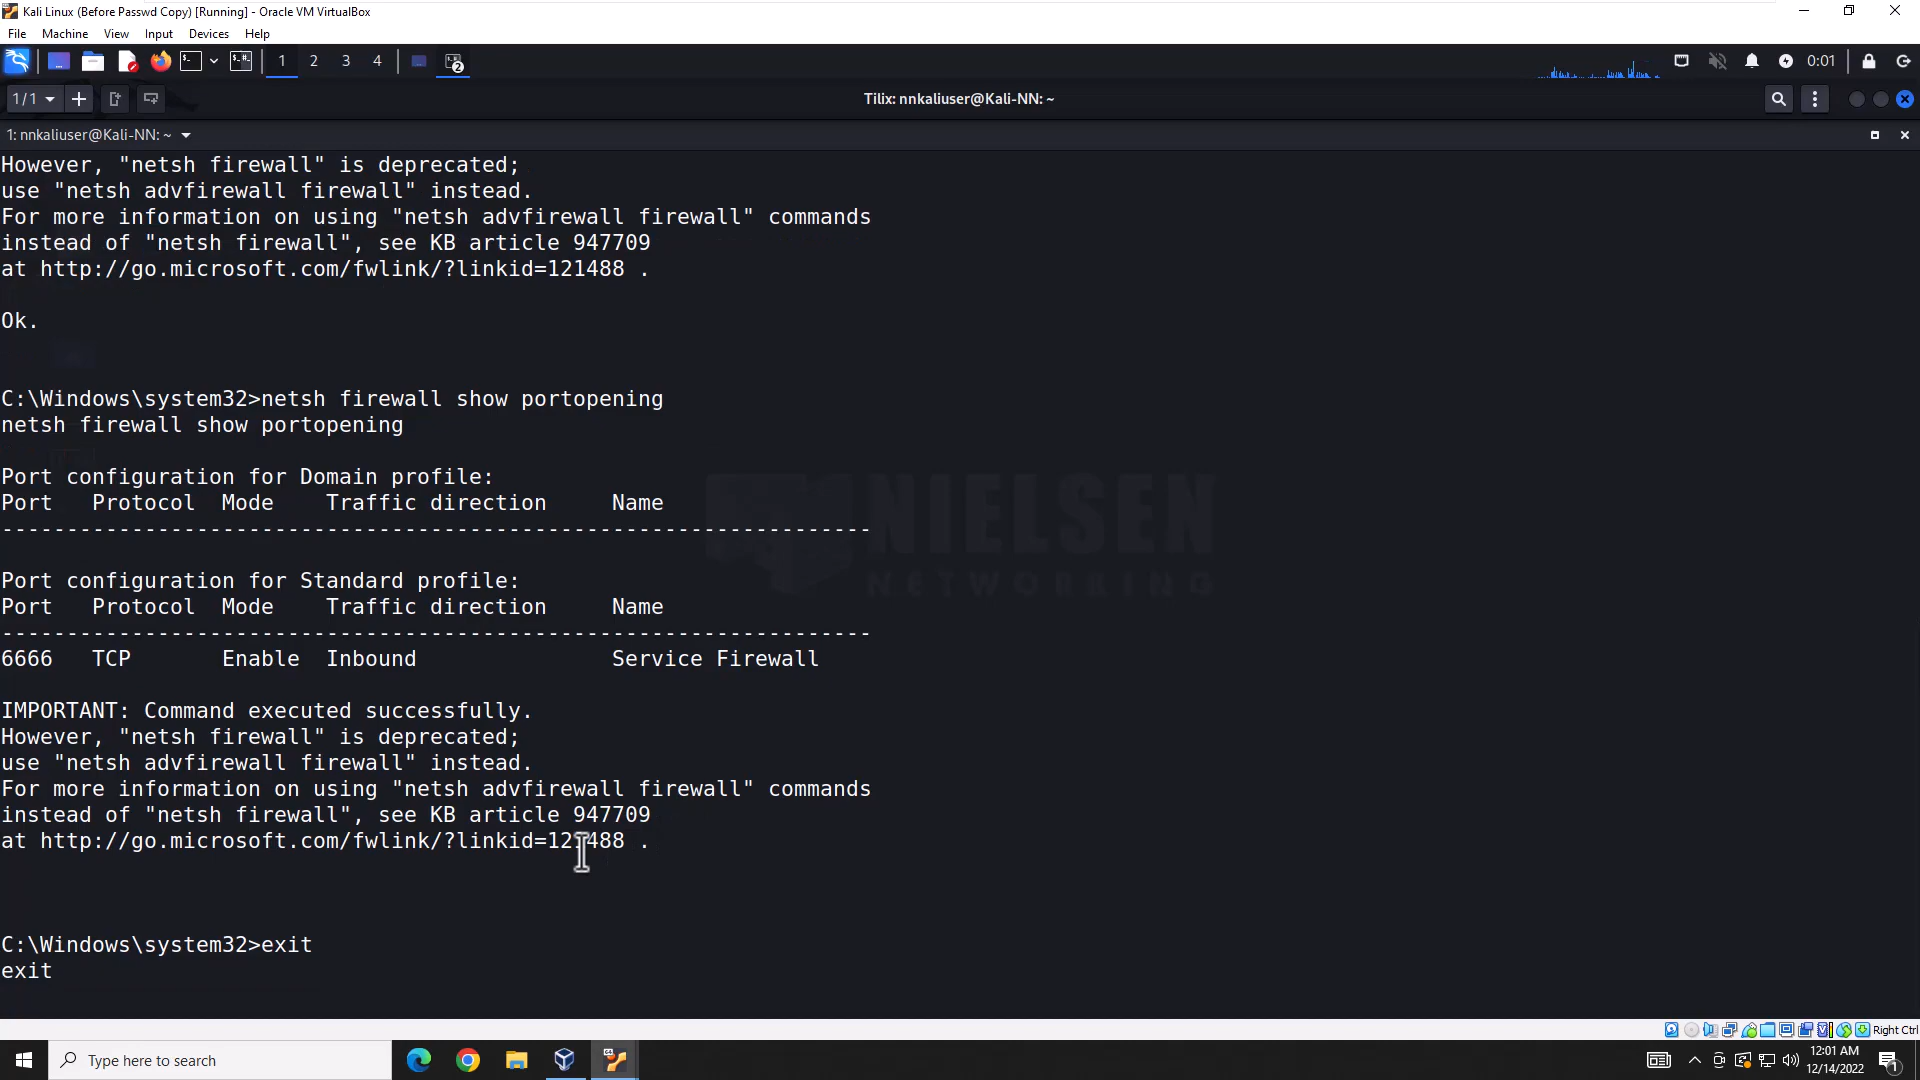 Kali Linux (Before Passwd Copy) [Running] - Oracle VM VirtualBox
File Machine View Input Devices Help
1 2 3 4 2 0:01
1/1 Tilix: nnkaliuser@Kali-NN: ~
1: nnkaliuser@Kali-NN: ~
However, "netsh firewall" is deprecated;
use "netsh advfirewall firewall" instead.
For more information on using "netsh advfirewall firewall" commands
instead of "netsh firewall", see KB article 947709
at http://go.microsoft.com/fwlink/?linkid=121488 .
Ok.
C:\Windows\system32>netsh firewall show portopening
netsh firewall show portopening
Port configuration for Domain profile:
Port Protocol Mode Traffic direction Name
-------------------------------------------------------------------
Port configuration for Standard profile:
Port Protocol Mode Traffic direction Name
-------------------------------------------------------------------
6666 TCP Enable Inbound Service Firewall
NIELSEN
NETWORKING
IMPORTANT: Command executed successfully.
However, "netsh firewall" is deprecated;
use "netsh advfirewall firewall" instead.
For more information on using "netsh advfirewall firewall" commands
instead of "netsh firewall", see KB article 947709
at http://go.microsoft.com/fwlink/?linkid=121488 .
C:\Windows\system32>exit
exit
Right Ctrl
Type here to search
12:01 AM
12/14/2022
1